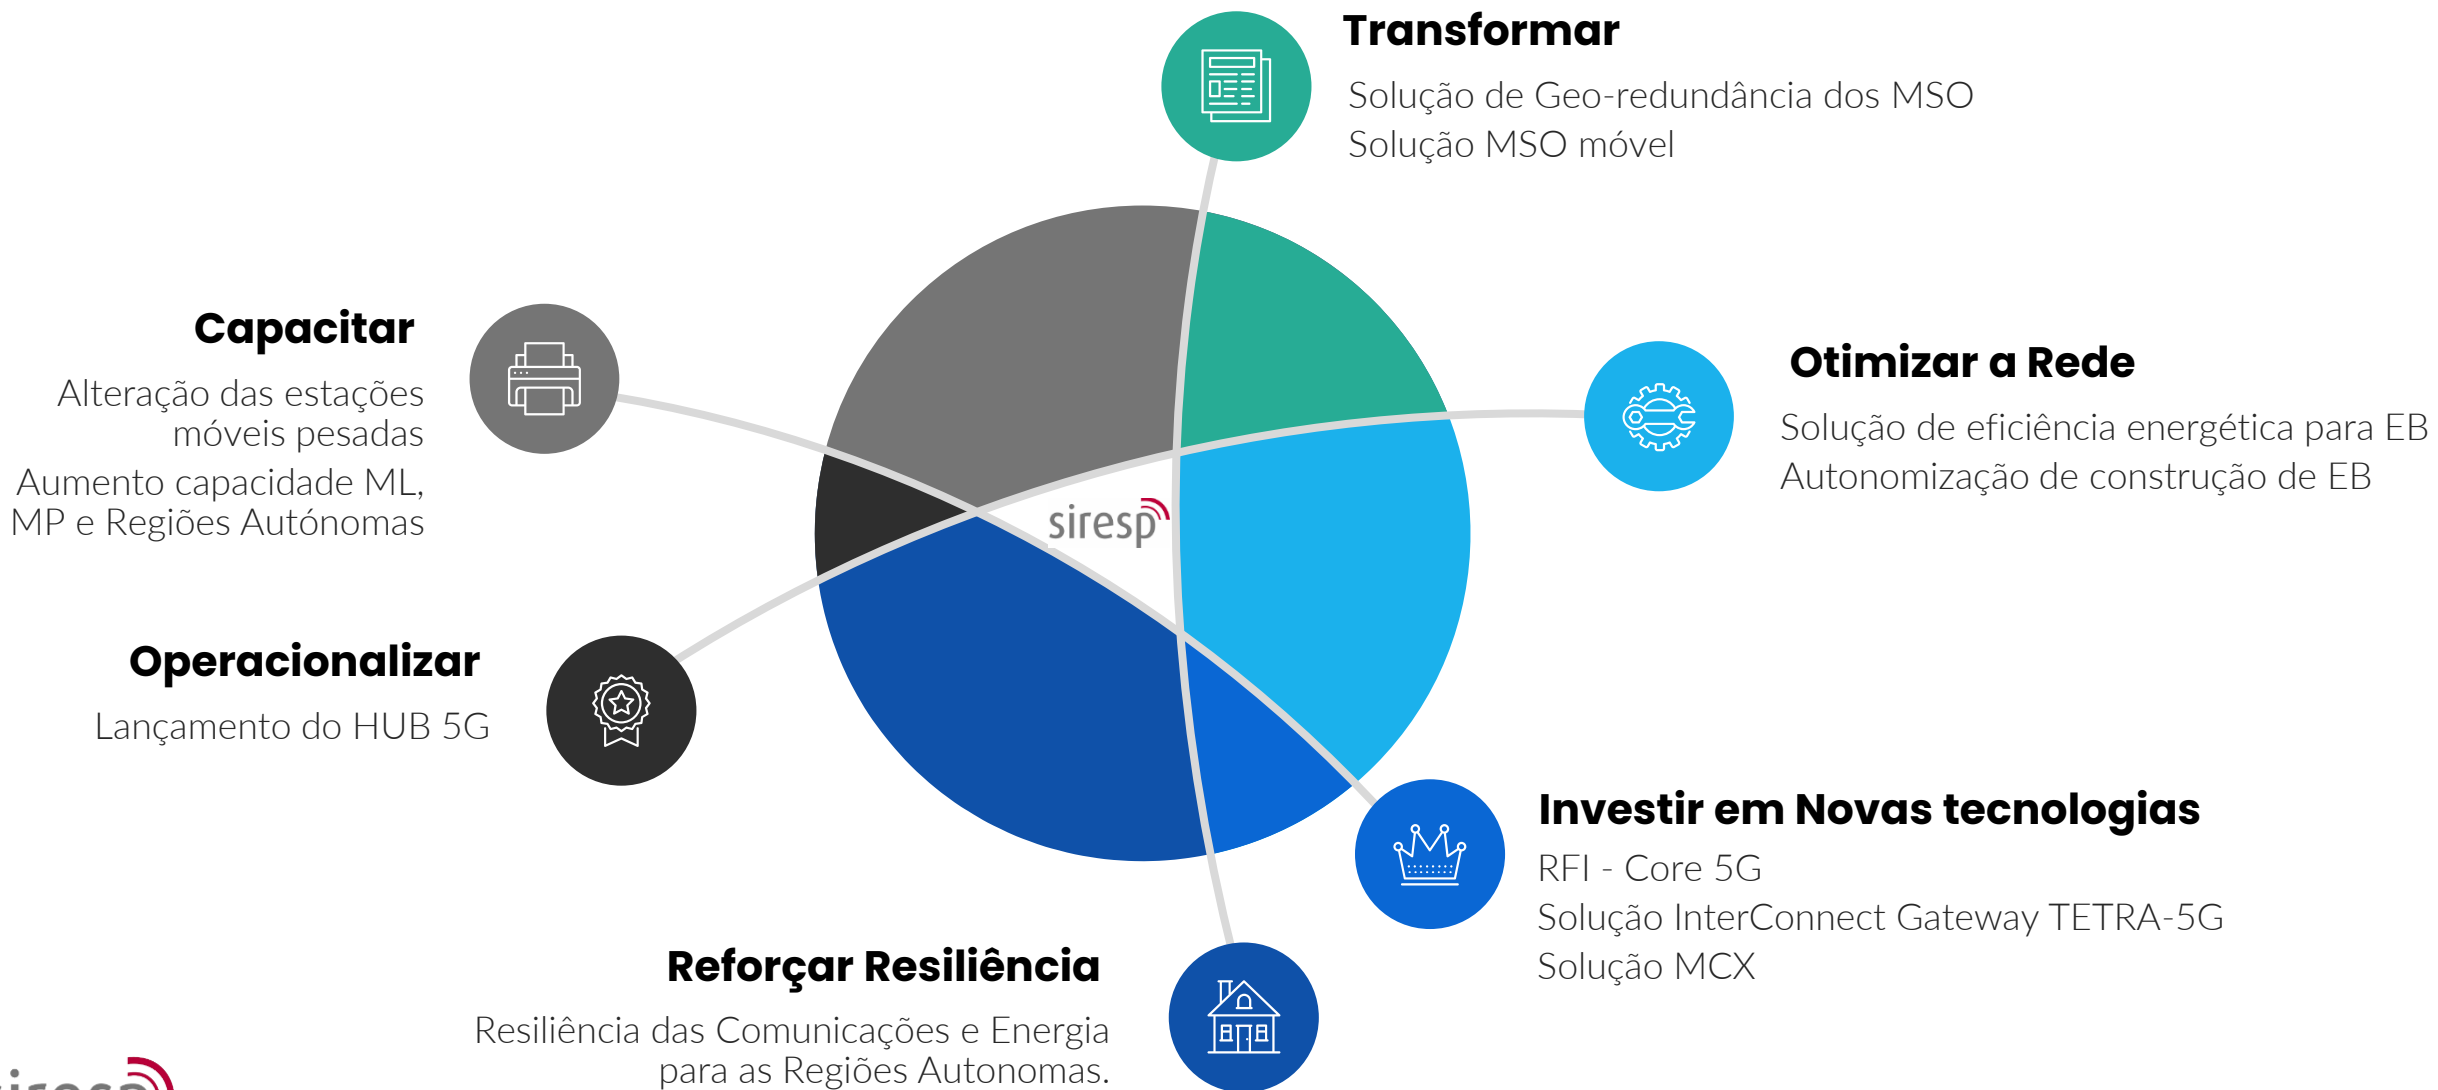 Transformar
Solução de Geo-redundância dos MSO
Solução MSO móvel
Capacitar
Alteração das estações
móveis pesadas
Aumento capacidade ML,
MP e Regiões Autónomas
Otimizar a Rede
Solução de eficiência energética para EB
Autonomização de construção de EB
siresp
Operacionalizar
Lançamento do HUB 5G
Investir em Novas tecnologias
RFI - Core 5G
Solução InterConnect Gateway TETRA-5G
Solução MCX
Reforçar Resiliência
Resiliência das Comunicações e Energia
para as Regiões Autonomas.